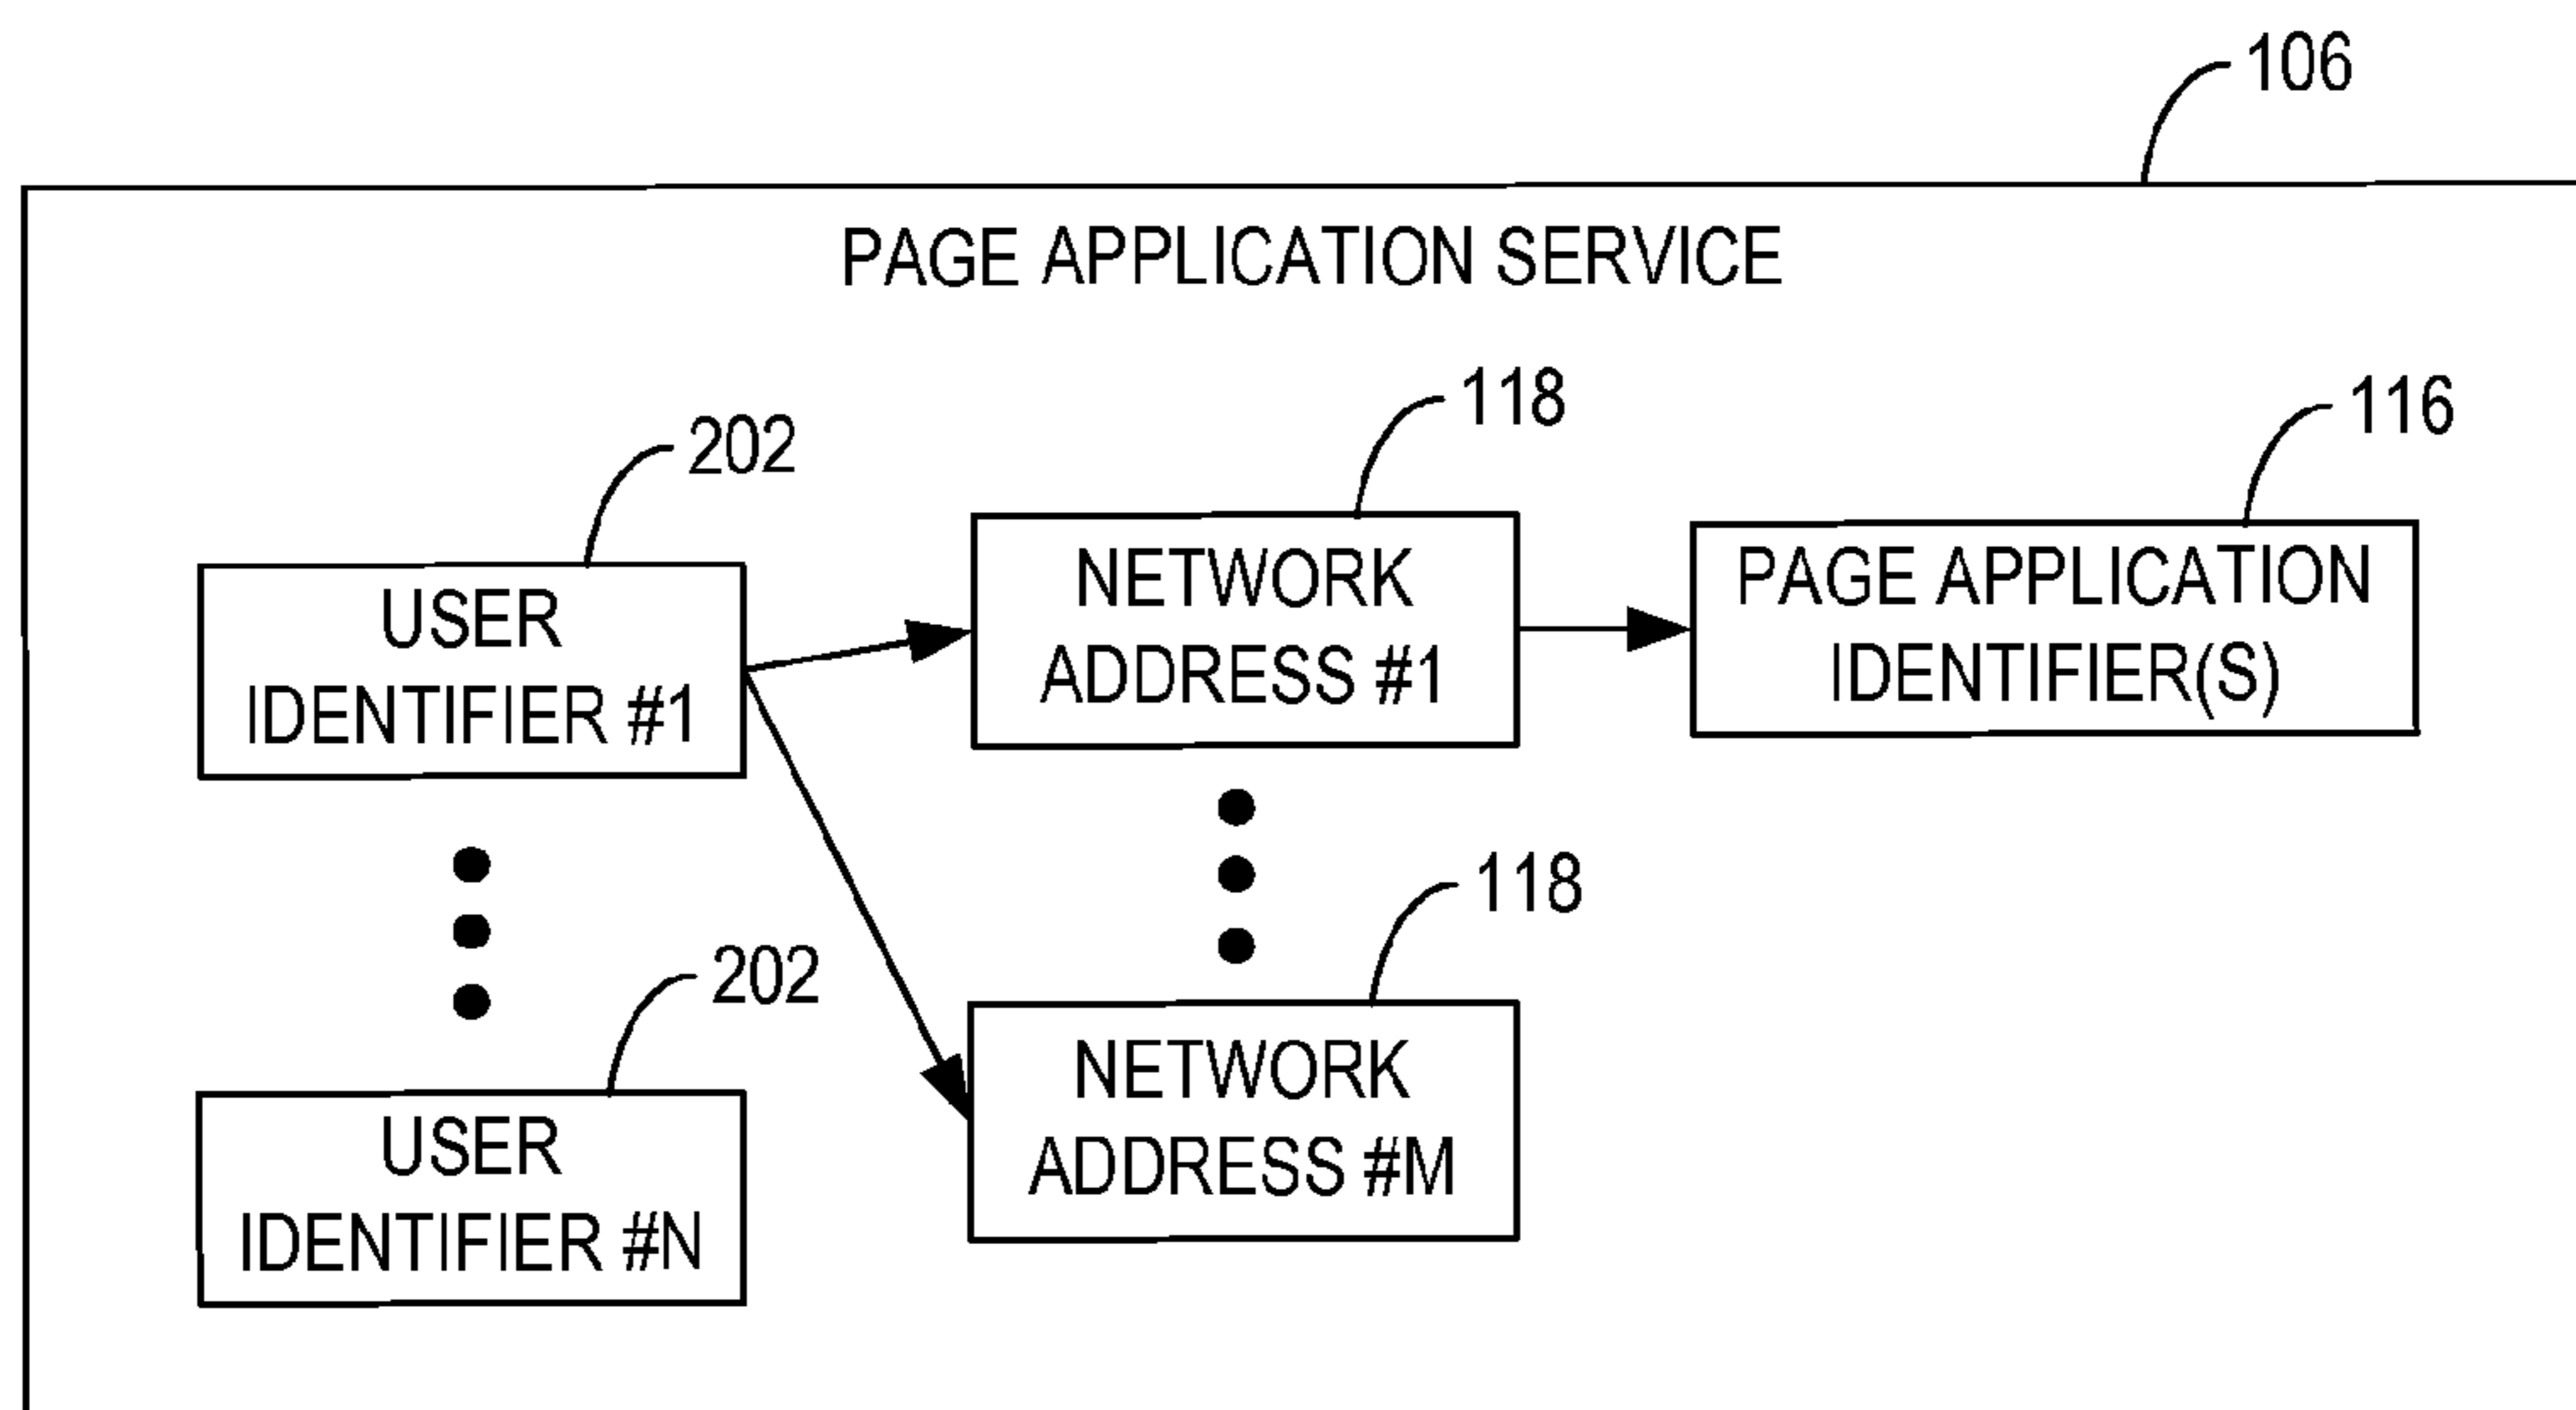 106
PAGE APPLICATION SERVICE
118
116
202
NETWORK
ADDRESS #1
PAGE APPLICATION
IDENTIFIER(S)
USER
IDENTIFIER #1
118
202
NETWORK
ADDRESS #M
USER
IDENTIFIER #N